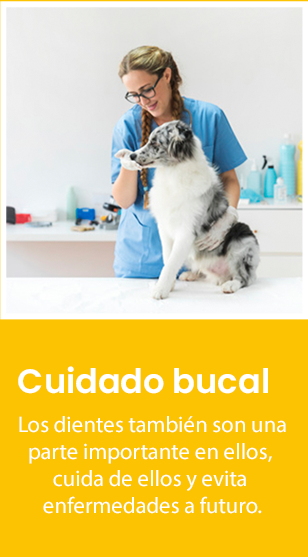 Cuidado bucal
Los dientes también son una
parte importante en ellos,
cuida de ellos y evita
enfermedades a futuro.